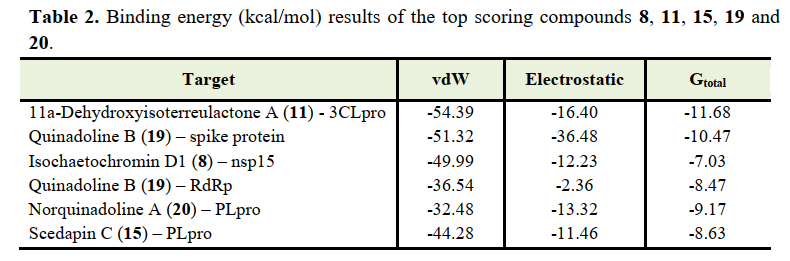 Table 2. Binding energy (kcal/mol) results of the top scoring compounds 8, 11, 15, 19 and
20.
Target vdW Electrostatic Gtotal
11a-Dehydroxyisoterreulactone A (11) - 3CLpro -54.39 -16.40 -11.68
Quinadoline B (19) – spike protein -51.32 -36.48 -10.47
Isochaetochromin D1 (8) – nsp15 -49.99 -12.23 -7.03
Quinadoline B (19) – RdRp -36.54 -2.36 -8.47
Norquinadoline A (20) – PLpro -32.48 -13.32 -9.17
Scedapin C (15) – PLpro -44.28 -11.46 -8.63